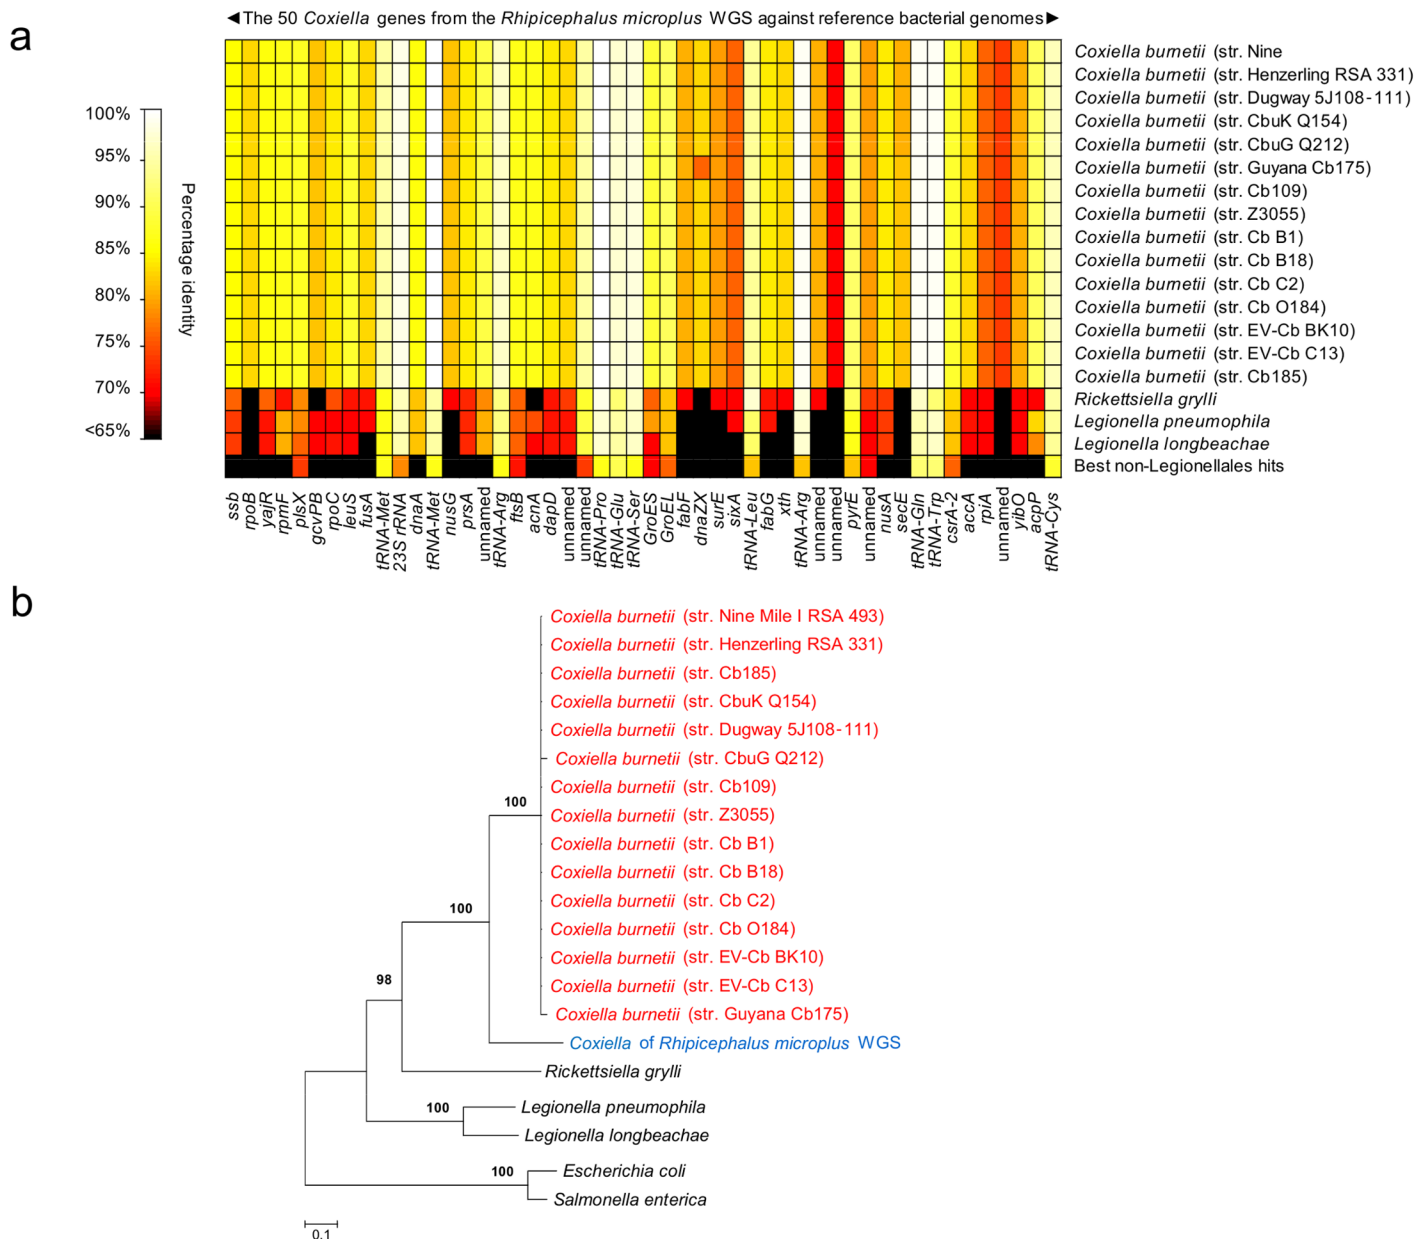 a
◄The 50 Coxiella genes from the Rhipicephalus microplus WGS against reference bacterial genomes►
100%
95%
90%
85%
80%
75%
70%
<65%
Percentage identity
Coxiella burnetii (str. Nine
Coxiella burnetii (str. Henzerling RSA 331)
Coxiella burnetii (str. Dugway 5J108-111)
Coxiella burnetii (str. CbuK Q154)
Coxiella burnetii (str. CbuG Q212)
Coxiella burnetii (str. Guyana Cb175)
Coxiella burnetii (str. Cb109)
Coxiella burnetii (str. Z3055)
Coxiella burnetii (str. Cb B1)
Coxiella burnetii (str. Cb B18)
Coxiella burnetii (str. Cb C2)
Coxiella burnetii (str. Cb O184)
Coxiella burnetii (str. EV-Cb BK10)
Coxiella burnetii (str. EV-Cb C13)
Coxiella burnetii (str. Cb185)
Rickettsiella grylli
Legionella pneumophila
Legionella longbeachae
Best non-Legionellales hits
ssb
rpoB
yajR
rpmF
plsX
gcvPB
rpoC
leuS
fusA
tRNA-Met
23S rRNA
dnaA
tRNA-Met
nusG
prsA
unnamed
tRNA-Arg
ftsB
acnA
dapD
unnamed
unnamed
tRNA-Pro
tRNA-Glu
tRNA-Ser
GroES
GroEL
fabF
dnaZX
surE
sixA
tRNA-Leu
fabG
xth
tRNA-Arg
unnamed
unnamed
pyrE
unnamed
nusA
secE
tRNA-Gln
tRNA-Trp
csrA-2
accA
rpiA
unnamed
yibO
acpP
tRNA-Cys
b
Coxiella burnetii (str. Nine Mile I RSA 493)
Coxiella burnetii (str. Henzerling RSA 331)
Coxiella burnetii (str. Cb185)
Coxiella burnetii (str. CbuK Q154)
Coxiella burnetii (str. Dugway 5J108-111)
Coxiella burnetii (str. CbuG Q212)
Coxiella burnetii (str. Cb109)
100
Coxiella burnetii (str. Z3055)
Coxiella burnetii (str. Cb B1)
Coxiella burnetii (str. Cb B18)
Coxiella burnetii (str. Cb C2)
100
Coxiella burnetii (str. Cb O184)
Coxiella burnetii (str. EV-Cb BK10)
98
Coxiella burnetii (str. EV-Cb C13)
Coxiella burnetii (str. Guyana Cb175)
Coxiella of Rhipicephalus microplus WGS
Rickettsiella grylli
100
Legionella pneumophila
Legionella longbeachae
100
Escherichia coli
Salmonella enterica
0.1